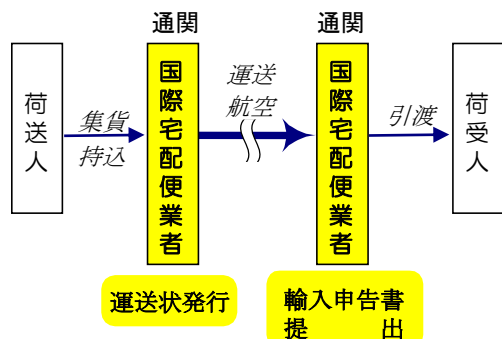 通関
通関
荷送人
集貨
持込
国際宅配便業者
運送
航空
国際宅配便業者
引渡
荷受人
運送状発行
輸入申告書
提　　出